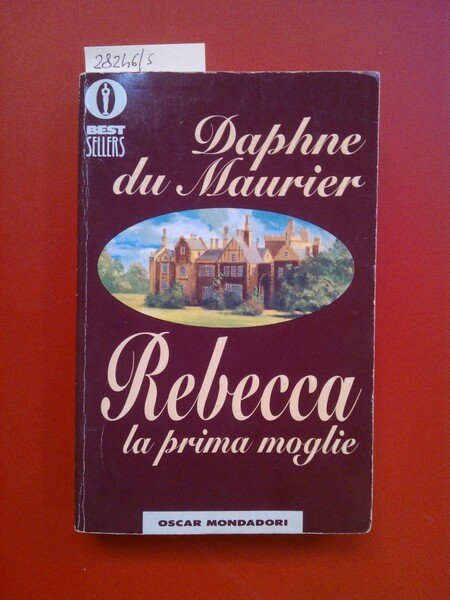 28246/s
BEST
SELLERS
Daphne
du Maurier
Rebecca
la prima moglie
OSCAR MONDADORI